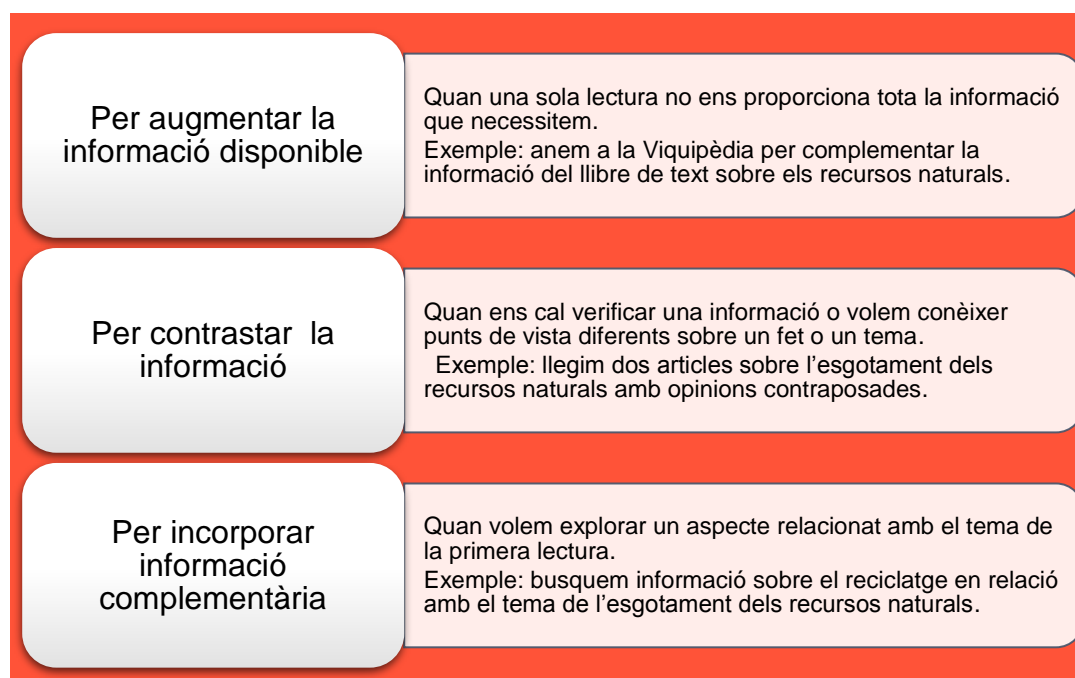 Per augmentar la
informació disponible
Quan una sola lectura no ens proporciona tota la informació
que necessitem.
Exemple: anem a la Viquipèdia per complementar la
informació del llibre de text sobre els recursos naturals.
Per contrastar  la
informació
Quan ens cal verificar una informació o volem conèixer
punts de vista diferents sobre un fet o un tema.
Exemple: llegim dos articles sobre l’esgotament dels
recursos naturals amb opinions contraposades.
Per incorporar
informació
complementària
Quan volem explorar un aspecte relacionat amb el tema de
la primera lectura.
Exemple: busquem informació sobre el reciclatge en relació
amb el tema de l’esgotament dels recursos naturals.